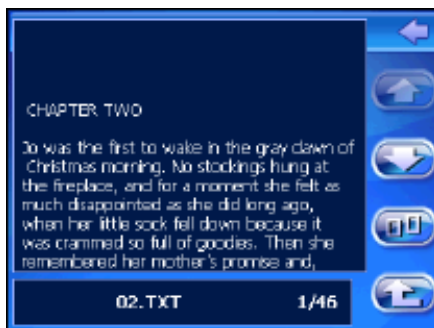 CHAPTER TWO
Jo was the first to wake in the gray dawn of
Christmas morning. No stockings hung at
the fireplace, and for a moment she felt as
much disappointed as she did long ago,
when her little sock fell down because it
was crammed so full of goodies. Then she
remembered her mother's promise and,
02.TXT 1/46